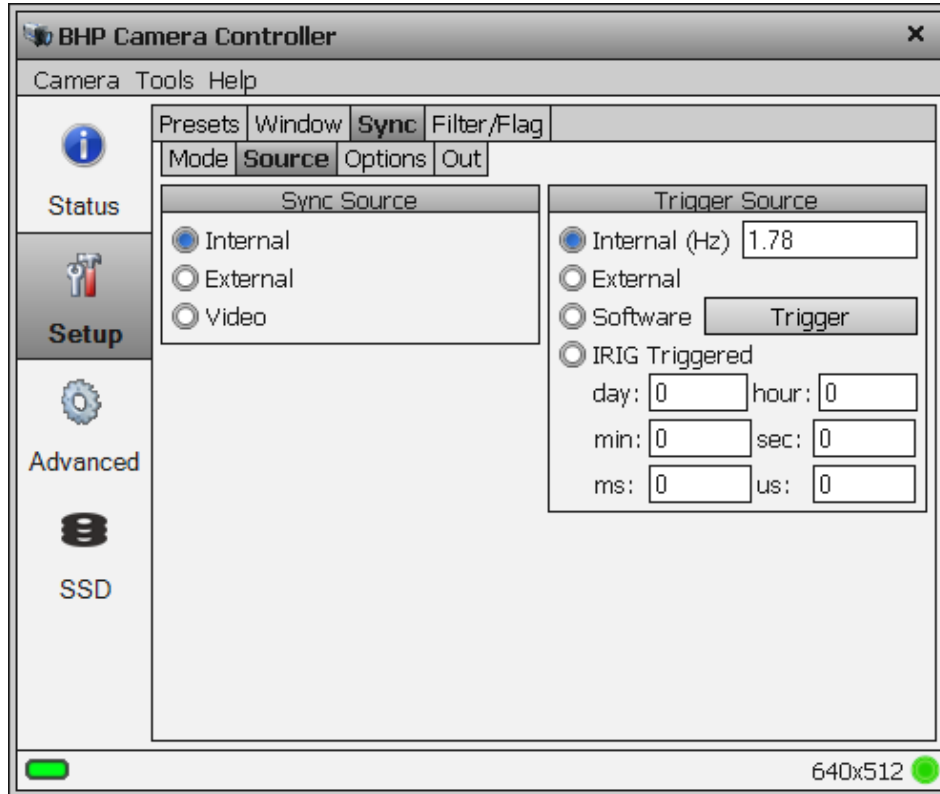 BHP Camera Controller
Camera Tools Help
Status
Setup
Advanced
SSD
Presets Window Sync Filter/Flag
Mode Source Options Out
Sync Source
Internal
External
Video
Trigger Source
Internal (Hz) 1.78
External
Software Trigger
IRIG Triggered
day: 0 hour: 0
min: 0 sec: 0
ms: 0 us: 0
640x512